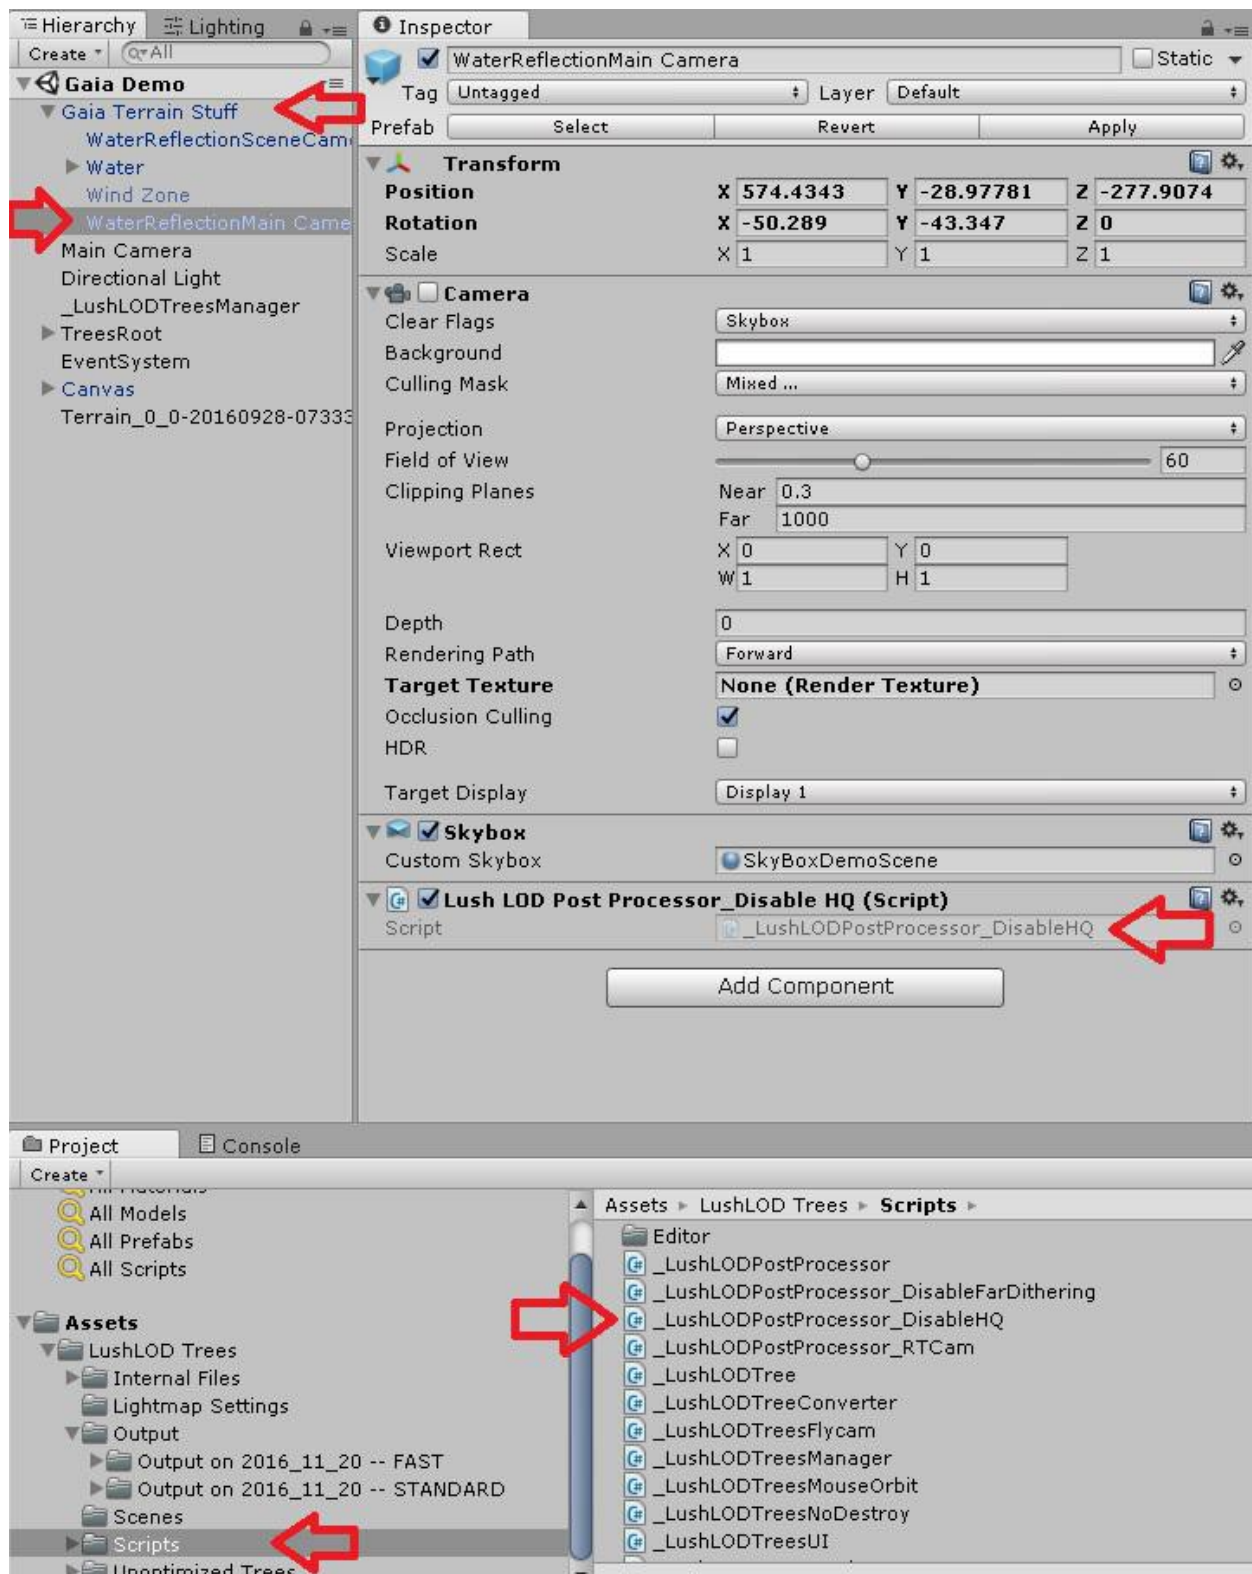 Hierarchy
Lighting
Create
All
Gaia Demo
Gaia Terrain Stuff
WaterReflectionSceneCam
Water
Wind Zone
WaterReflectionMain Came
Main Camera
Directional Light
_LushLODTreesManager
TreesRoot
EventSystem
Canvas
Terrain_0_0-20160928-07333
Inspector
WaterReflectionMain Camera Static
Tag Untagged Layer Default
Prefab Select Revert Apply
Transform
Position X 574.4343 Y -28.97781 Z -277.9074
Rotation X -50.289 Y -43.347 Z 0
Scale X 1 Y 1 Z 1
Camera
Clear Flags Skybox
Background
Culling Mask Mixed ...
Projection Perspective
Field of View 60
Clipping Planes Near 0.3
Far 1000
Viewport Rect X 0 Y 0
W 1 H 1
Depth 0
Rendering Path Forward
Target Texture None (Render Texture)
Occlusion Culling
HDR
Target Display Display 1
Skybox
Custom Skybox SkyBoxDemoScene
Lush LOD Post Processor_Disable HQ (Script)
Script _LushLODPostProcessor_DisableHQ
Add Component
Project
Console
Create
All Materials
All Models
All Prefabs
All Scripts
Assets
LushLOD Trees
Internal Files
Lightmap Settings
Output
Output on 2016_11_20 -- FAST
Output on 2016_11_20 -- STANDARD
Scenes
Scripts
Unoptimized Trees
Assets LushLOD Trees Scripts
Editor
_LushLODPostProcessor
_LushLODPostProcessor_DisableFarDithering
_LushLODPostProcessor_DisableHQ
_LushLODPostProcessor_RTCam
_LushLODTree
_LushLODTreeConverter
_LushLODTreesFlycam
_LushLODTreesManager
_LushLODTreesMouseOrbit
_LushLODTreesNoDestroy
_LushLODTreesUI